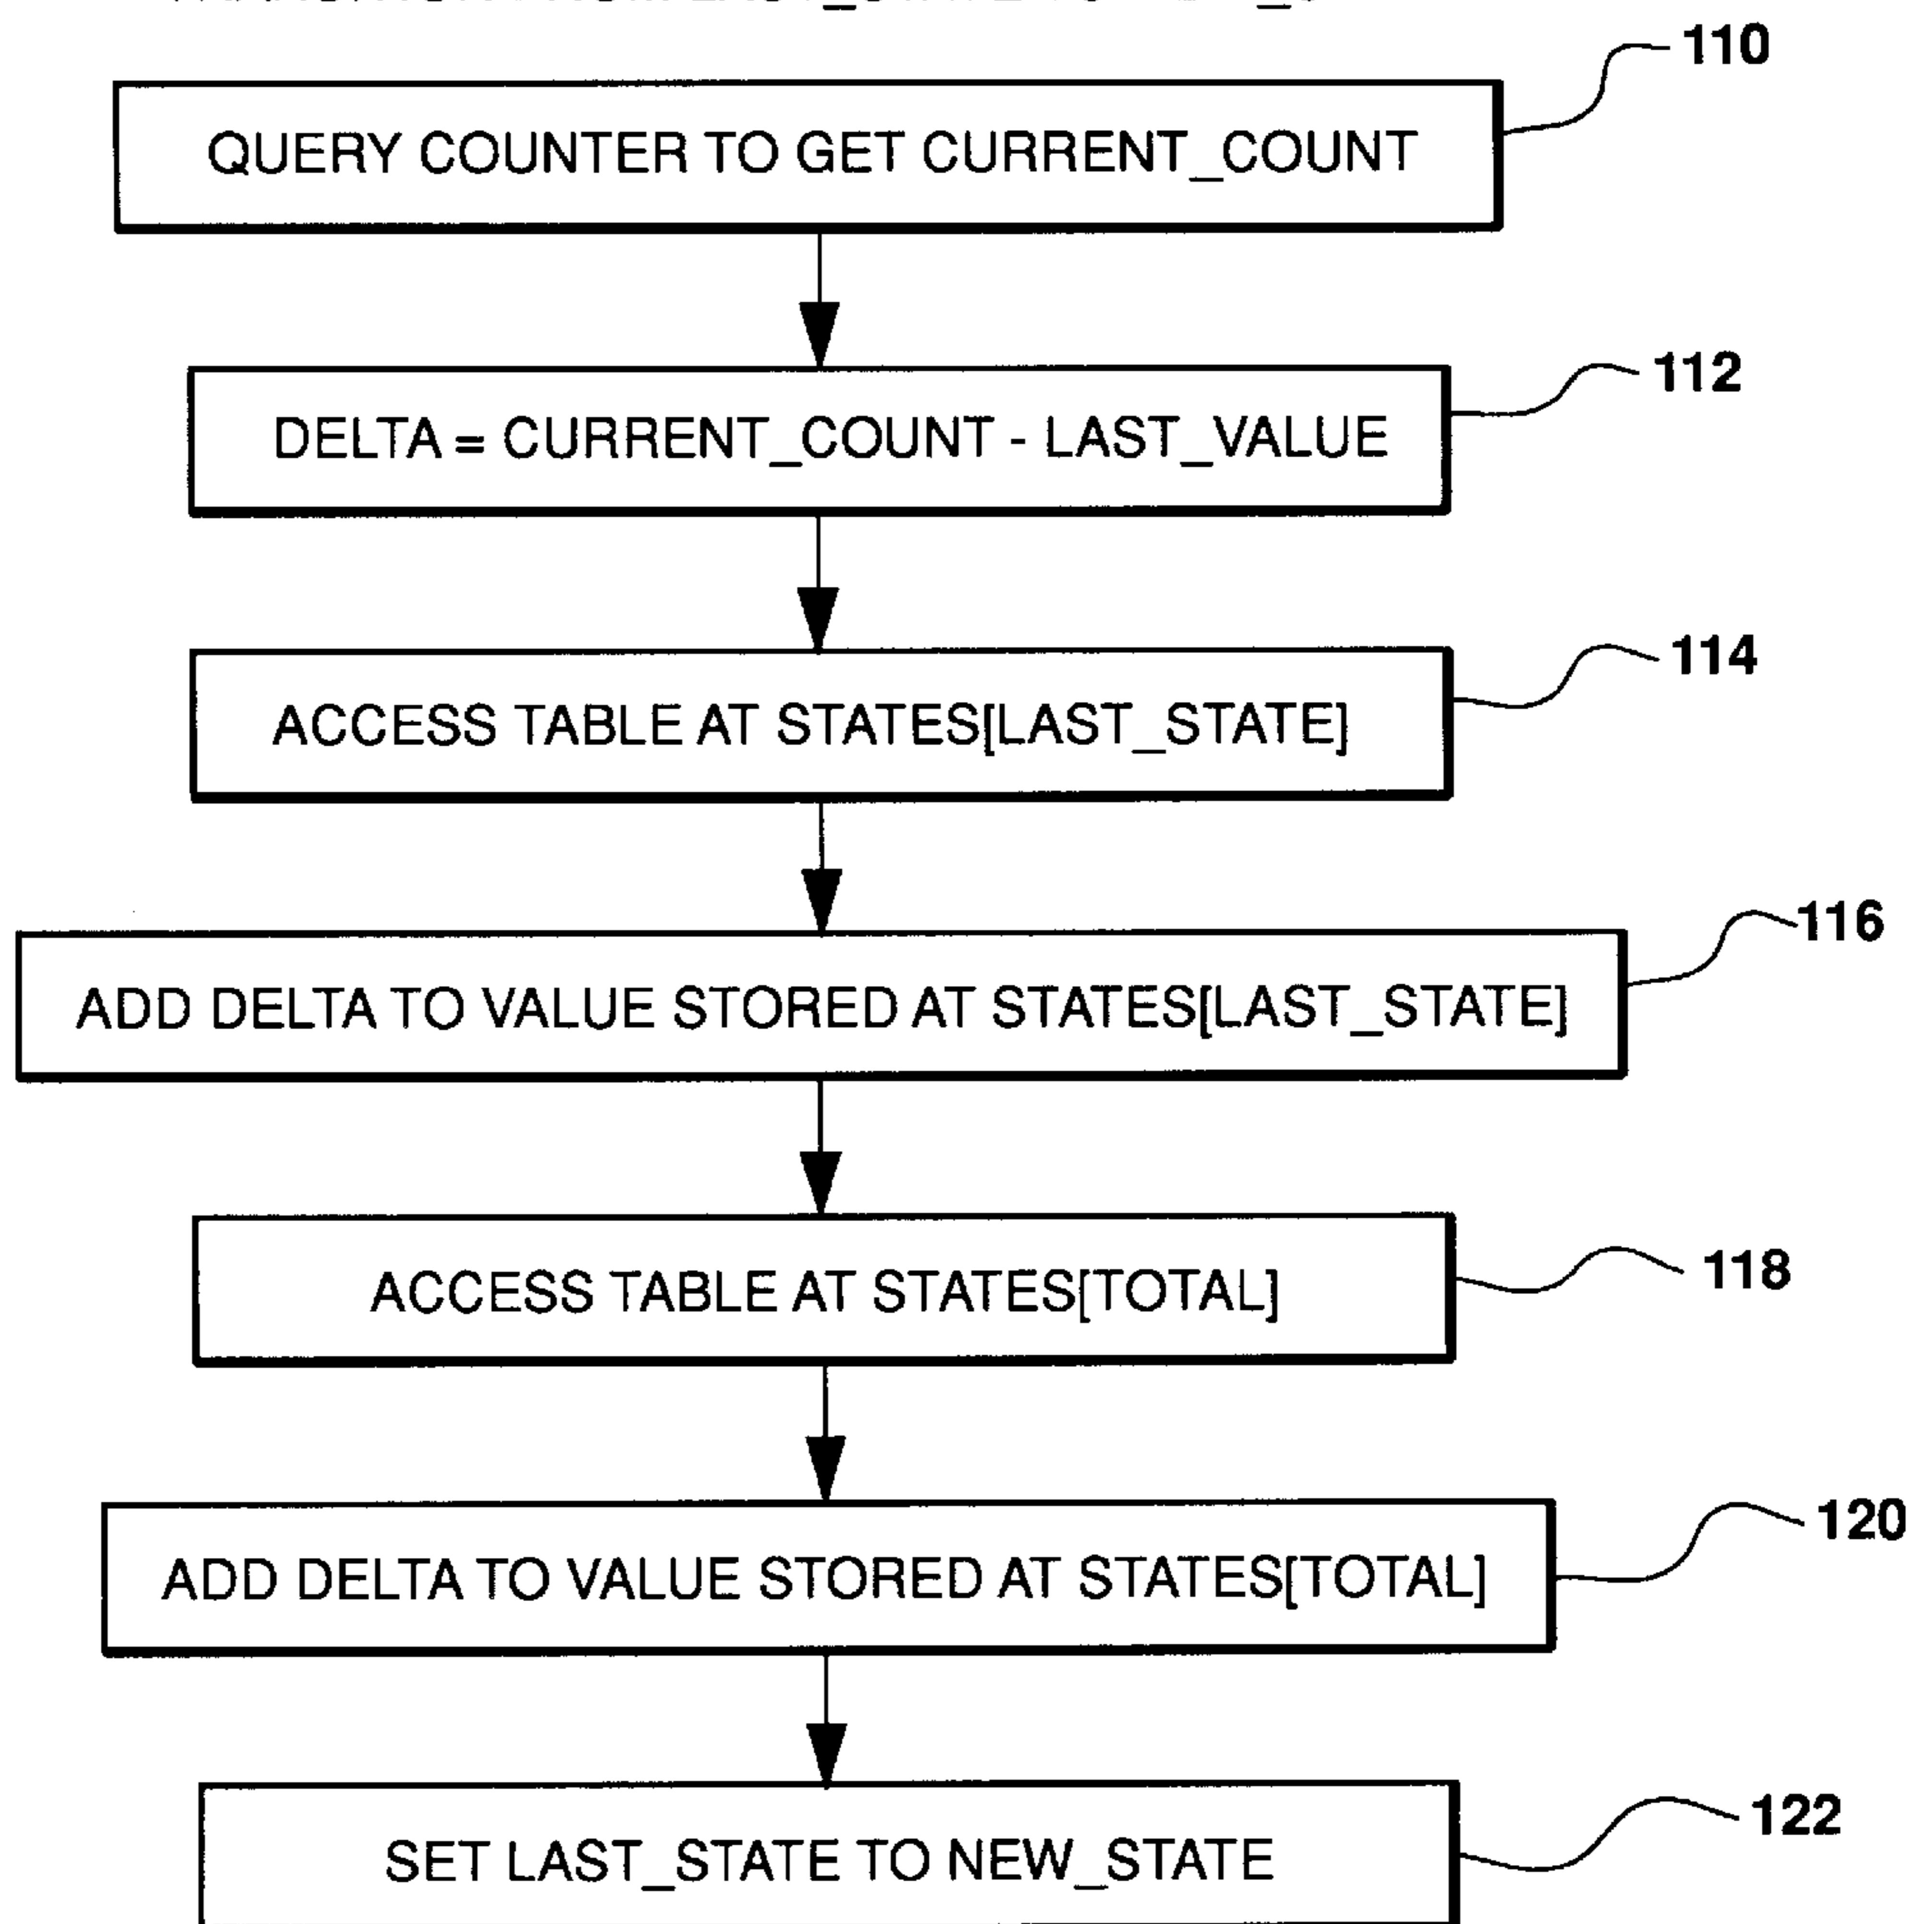 110
QUERY COUNTER TO GET CURRENT_COUNT
112
DELTA = CURRENT_COUNT - LAST_VALUE
114
ACCESS TABLE AT STATES[LAST_STATE]
116
ADD DELTA TO VALUE STORED AT STATES[LAST_STATE]
118
ACCESS TABLE AT STATES[TOTAL]
120
ADD DELTA TO VALUE STORED AT STATES[TOTAL]
122
SET LAST_STATE TO NEW_STATE